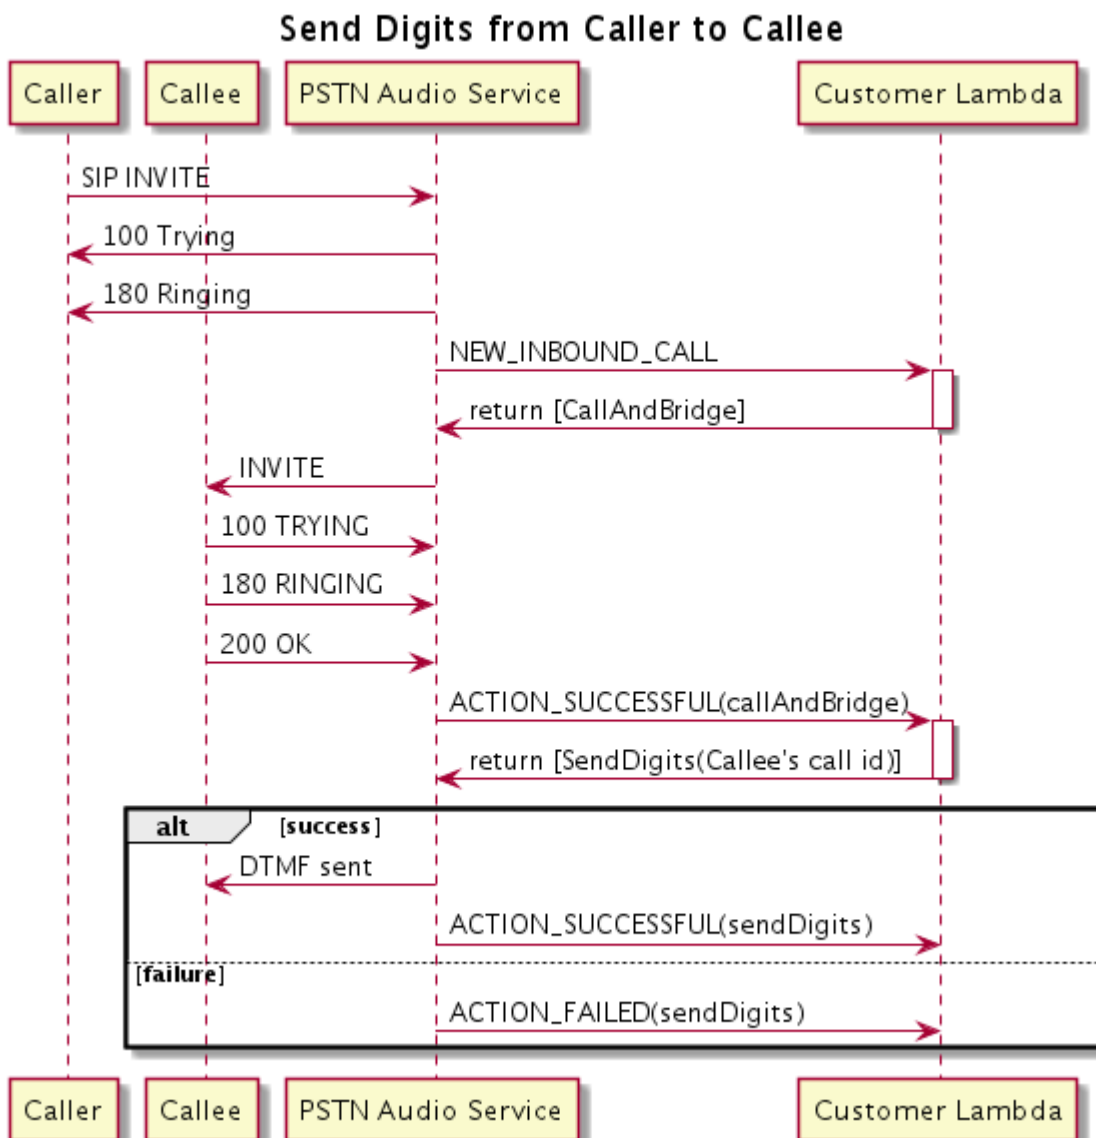 Send Digits from Caller to Callee
Caller Callee PSTN Audio Service Customer Lambda
SIP INVITE
100 Trying
180 Ringing
NEW_INBOUND_CALL
return [CallAndBridge]
INVITE
100 TRYING
180 RINGING
200 OK
ACTION_SUCCESSFUL(callAndBridge)
return [SendDigits(Callee's call id)]
alt [success]
DTMF sent
ACTION_SUCCESSFUL(sendDigits)
[failure]
ACTION_FAILED(sendDigits)
Caller Callee PSTN Audio Service Customer Lambda